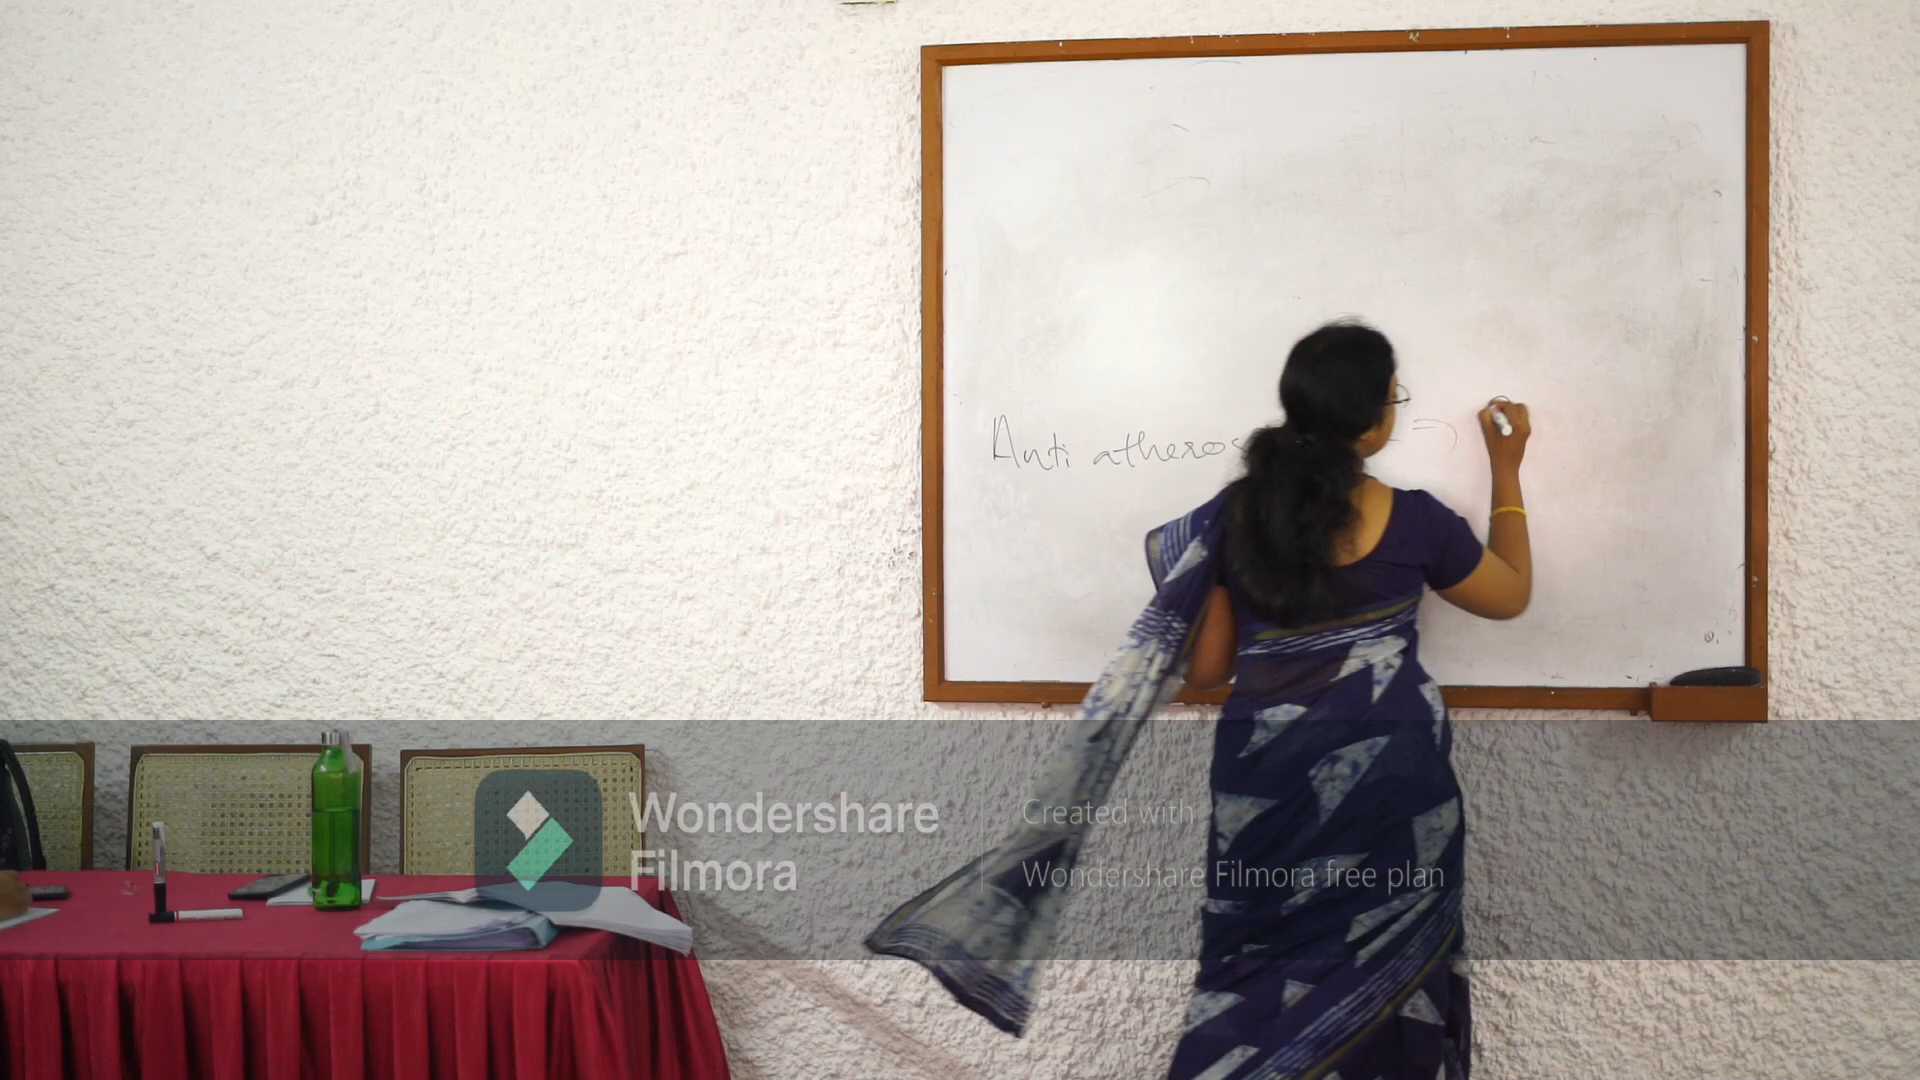 Anti atheros
Wondershare
Filmora
Created with
Wondershare Filmora free plan